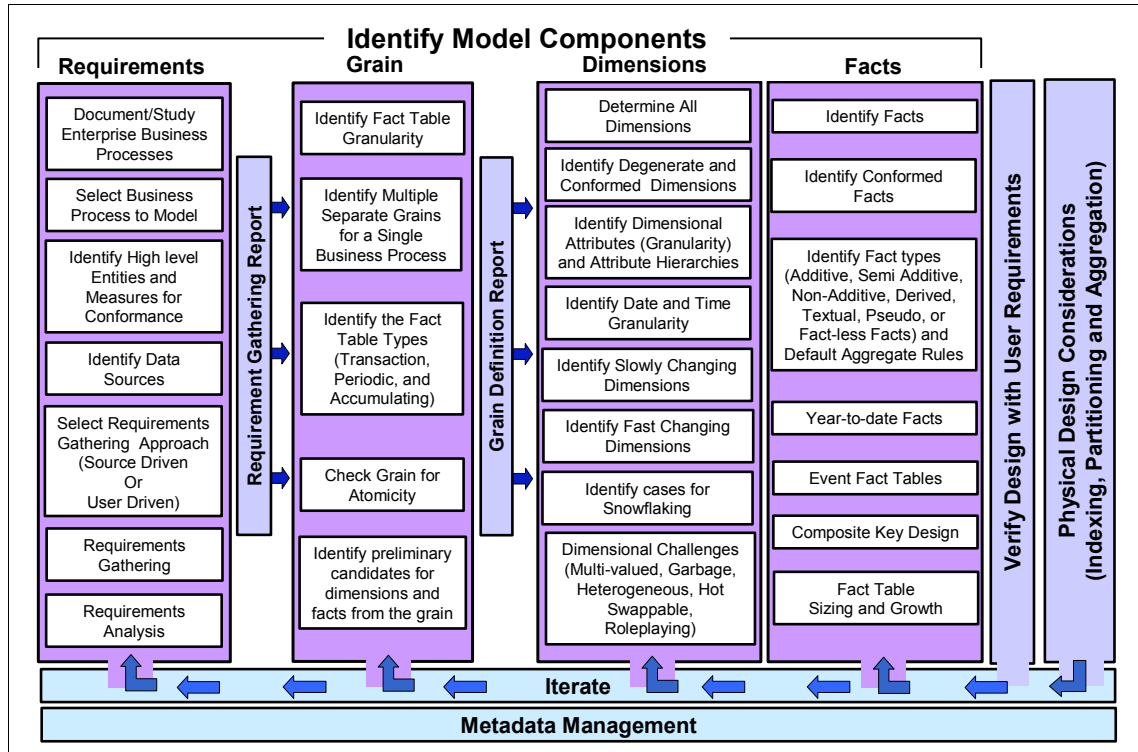 Identify Model Components
Requirements
Document/Study
Enterprise Business
Processes
Select Business
Process to Model
Identify High level
Entities and
Measures for
Conformance
Identify Data
Sources
Select Requirements
Gathering Approach
(Source Driven
Or
User Driven)
Requirements
Gathering
Requirements
Analysis
Requirement Gathering Report
Grain
Identify Fact Table
Granularity
Identify Multiple
Separate Grains
for a Single
Business Process
Identify the Fact
Table Types
(Transaction,
Periodic, and
Accumulating)
Check Grain for
Atomicity
Identify preliminary
candidates for
dimensions and
facts from the grain
Grain Definition Report
Dimensions
Determine All
Dimensions
Identify Degenerate and
Conformed Dimensions
Identify Dimensional
Attributes (Granularity)
and Attribute Hierarchies
Identify Date and Time
Granularity
Identify Slowly Changing
Dimensions
Identify Fast Changing
Dimensions
Identify cases for
Snowflaking
Dimensional Challenges
(Multi-valued, Garbage,
Heterogeneous, Hot
Swappable,
Roleplaying)
Facts
Identify Facts
Identify Conformed
Facts
Identify Fact types
(Additive, Semi Additive,
Non-Additive, Derived,
Textual, Pseudo, or
Fact-less Facts) and
Default Aggregate Rules
Year-to-date Facts
Event Fact Tables
Composite Key Design
Fact Table
Sizing and Growth
Verify Design with User Requirements
Physical Design Considerations
(Indexing, Partitioning and Aggregation)
Iterate
Metadata Management